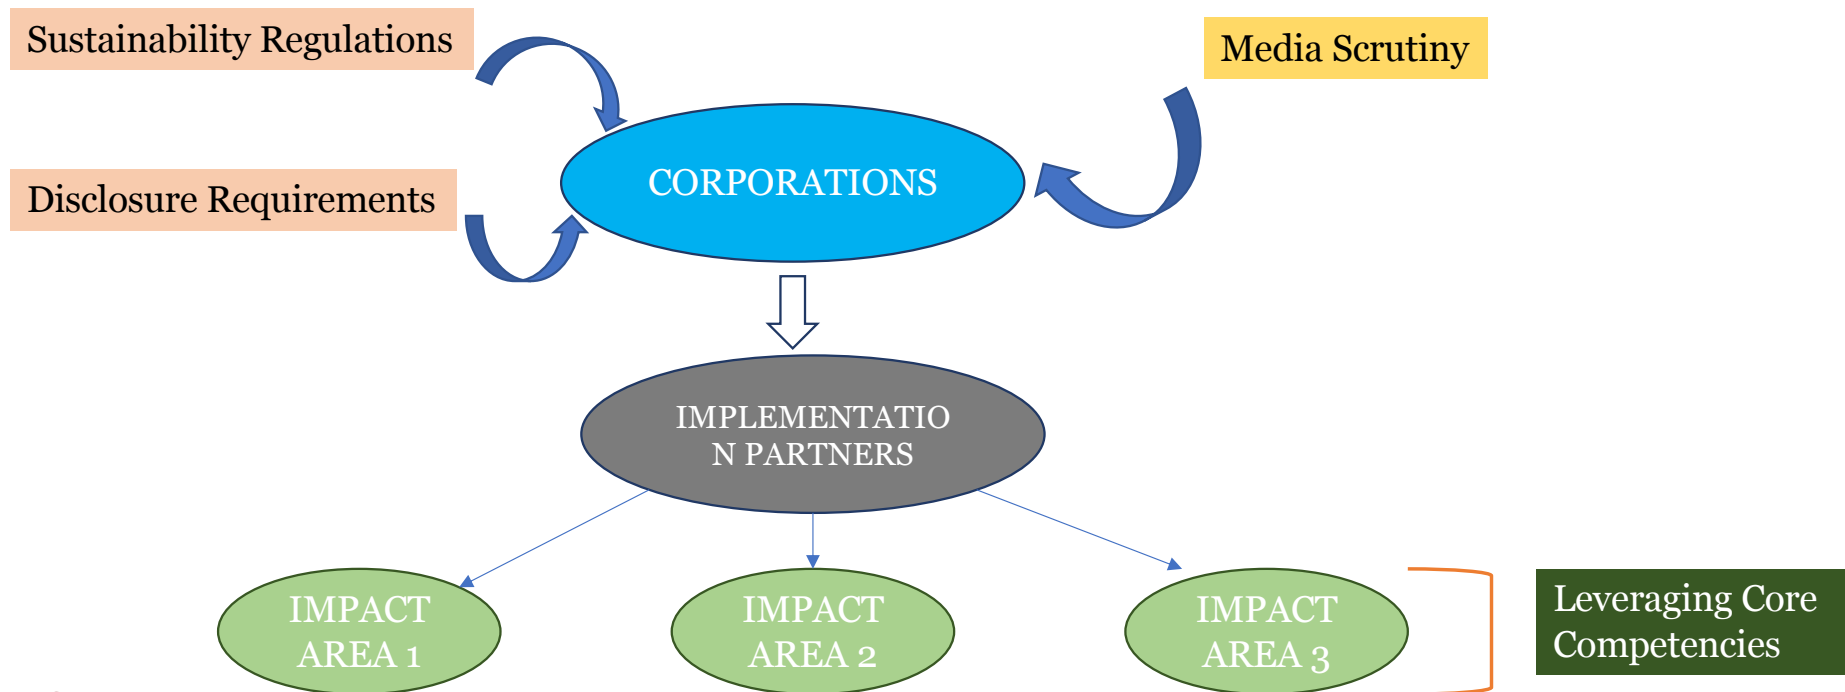 Sustainability Regulations
Media Scrutiny
CORPORATIONS
Disclosure Requirements
IMPLEMENTATIO
N PARTNERS
IMPACT
AREA 1
IMPACT
AREA 2
IMPACT
AREA 3
Leveraging Core
Competencies